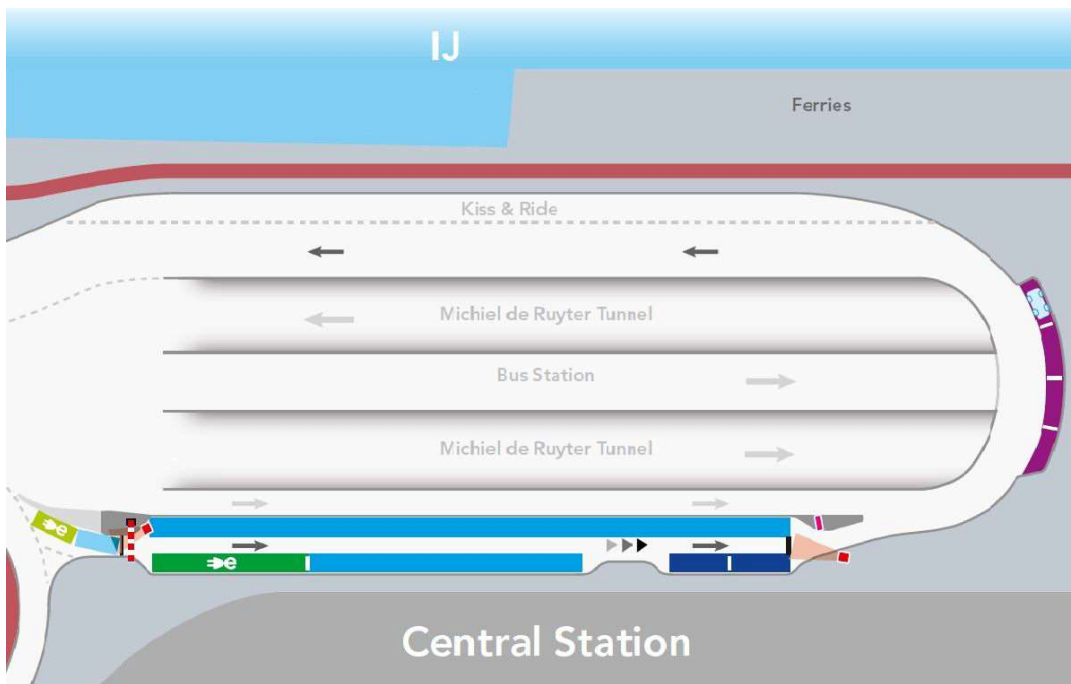 IJ
Ferries
Kiss & Ride
Michiel de Ruyter Tunnel
Bus Station
Michiel de Ruyter Tunnel
e
e
Central Station